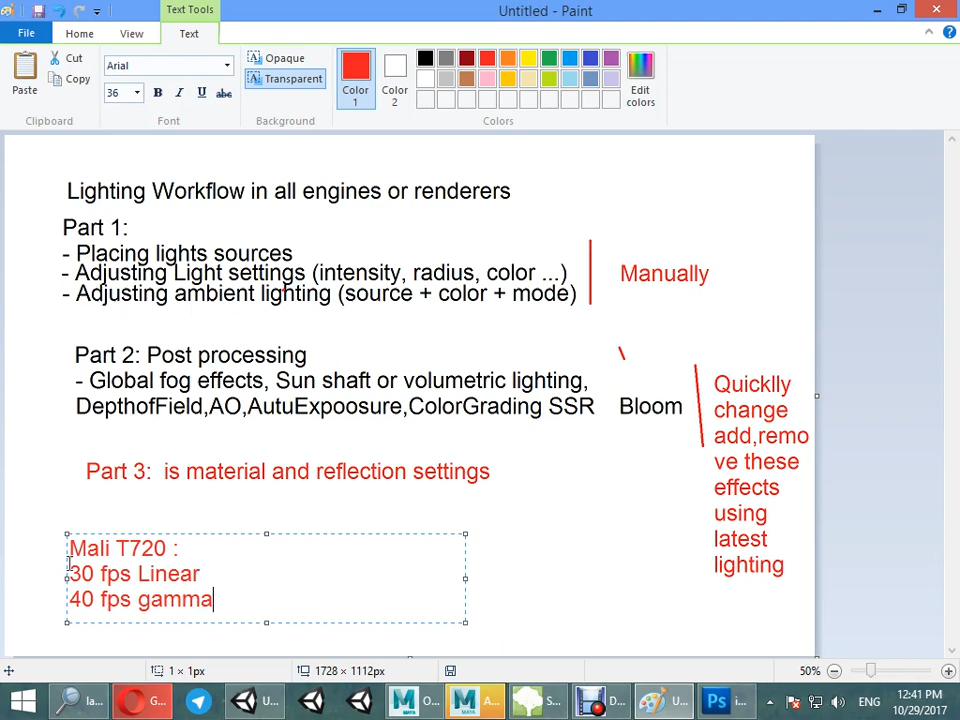 Text Tools
Untitled - Paint
File
Home
View
Text
Paste
Cut
Copy
Clipboard
Arial
36
B I U abc
Font
Opaque
Transparent
Background
Color 1
Color 2
Edit colors
Colors
Lighting Workflow in all engines or renderers
Part 1:
- Placing lights sources
- Adjusting Light settings (intensity, radius, color ...)
- Adjusting ambient lighting (source + color + mode)
Manually
Part 2: Post processing
- Global fog effects, Sun shaft or volumetric lighting,
DepthofField,AO,AutuExpoosure,ColorGrading SSR Bloom
Quicklly
change
add,remo
ve these
effects
using
latest
lighting
Part 3: is material and reflection settings
Mali T720 :
30 fps Linear
40 fps gamma
1 × 1px
1728 × 1112px
50%
la...
G...
U...
O...
A...
S...
D...
U...
i...
ENG
12:41 PM
10/29/2017